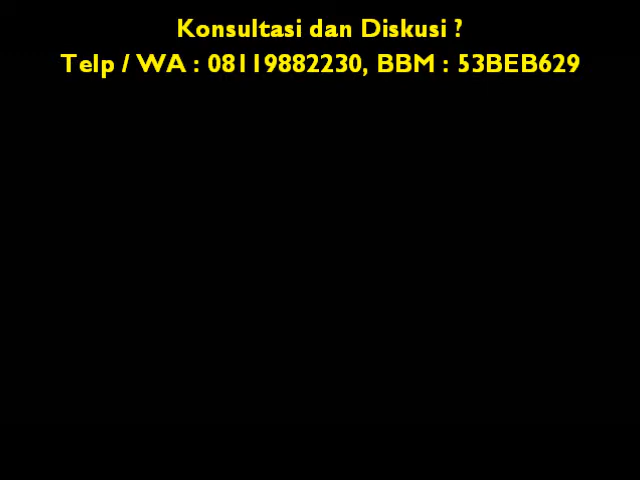 Konsultasi dan Diskusi ?
Telp / WA : 08119882230, BBM : 53BEB629